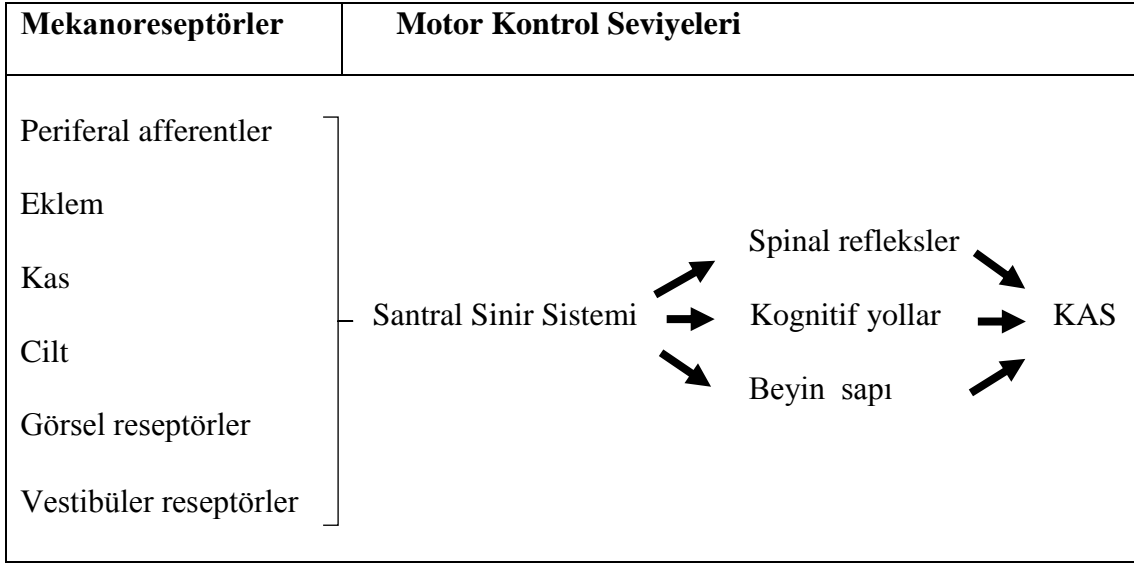 Mekanoreseptörler
Motor Kontrol Seviyeleri
Periferal afferentler
Eklem
Kas
Cilt
Görsel reseptörler
Vestibüler reseptörler
Santral Sinir Sistemi
Spinal refleksler
Kognitif yollar
Beyin sapı
KAS